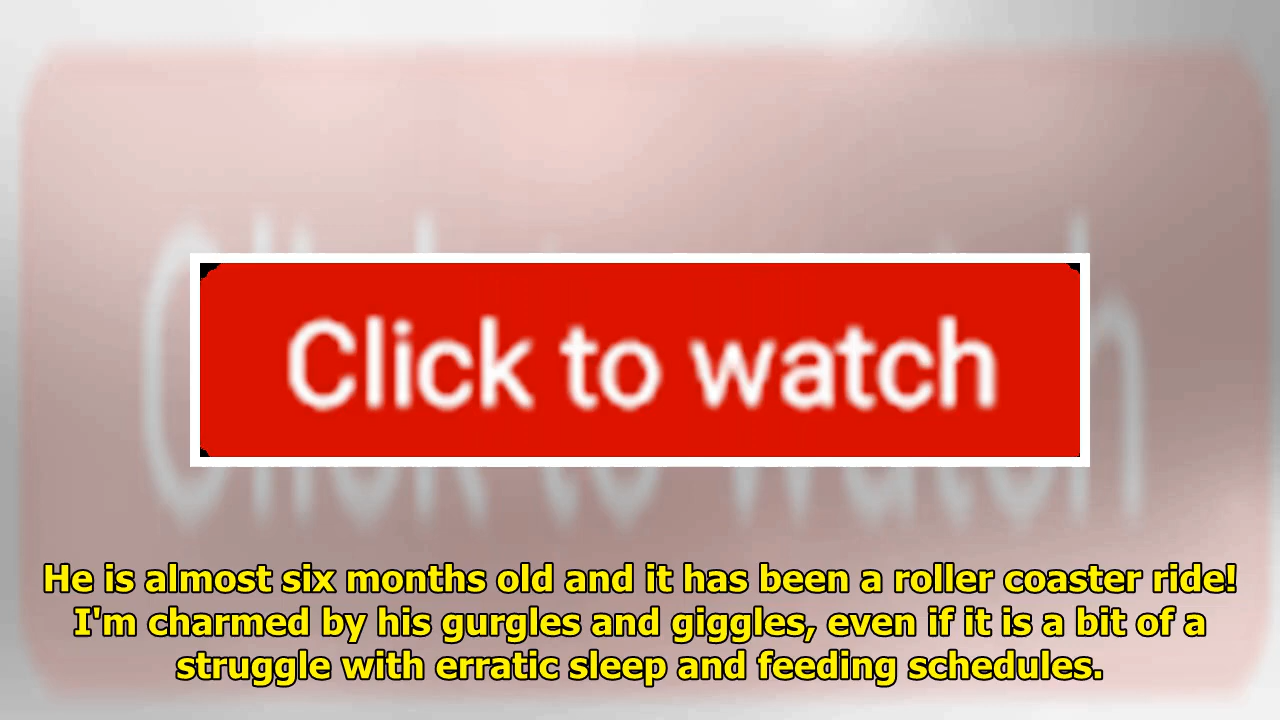 Click to watch
He is almost six months old and it has been a roller coaster ride!
I'm charmed by his gurgles and giggles, even if it is a bit of a
struggle with erratic sleep and feeding schedules.